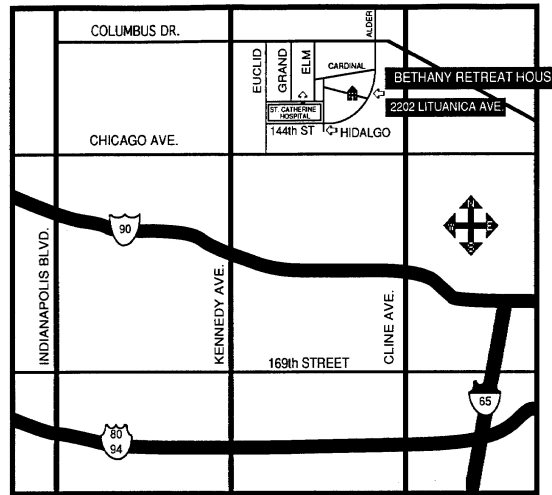 COLUMBUS DR.
ALDER
EUCLID
GRAND
ELM
CARDINAL
BETHANY RETREAT HOUS
2202 LITUANICA AVE.
ST. CATHERINE
HOSPITAL
144th ST
HIDALGO
CHICAGO AVE.
N
W
E
S
90
INDIANAPOLIS BLVD.
KENNEDY AVE.
CLINE AVE.
169th STREET
65
80
94